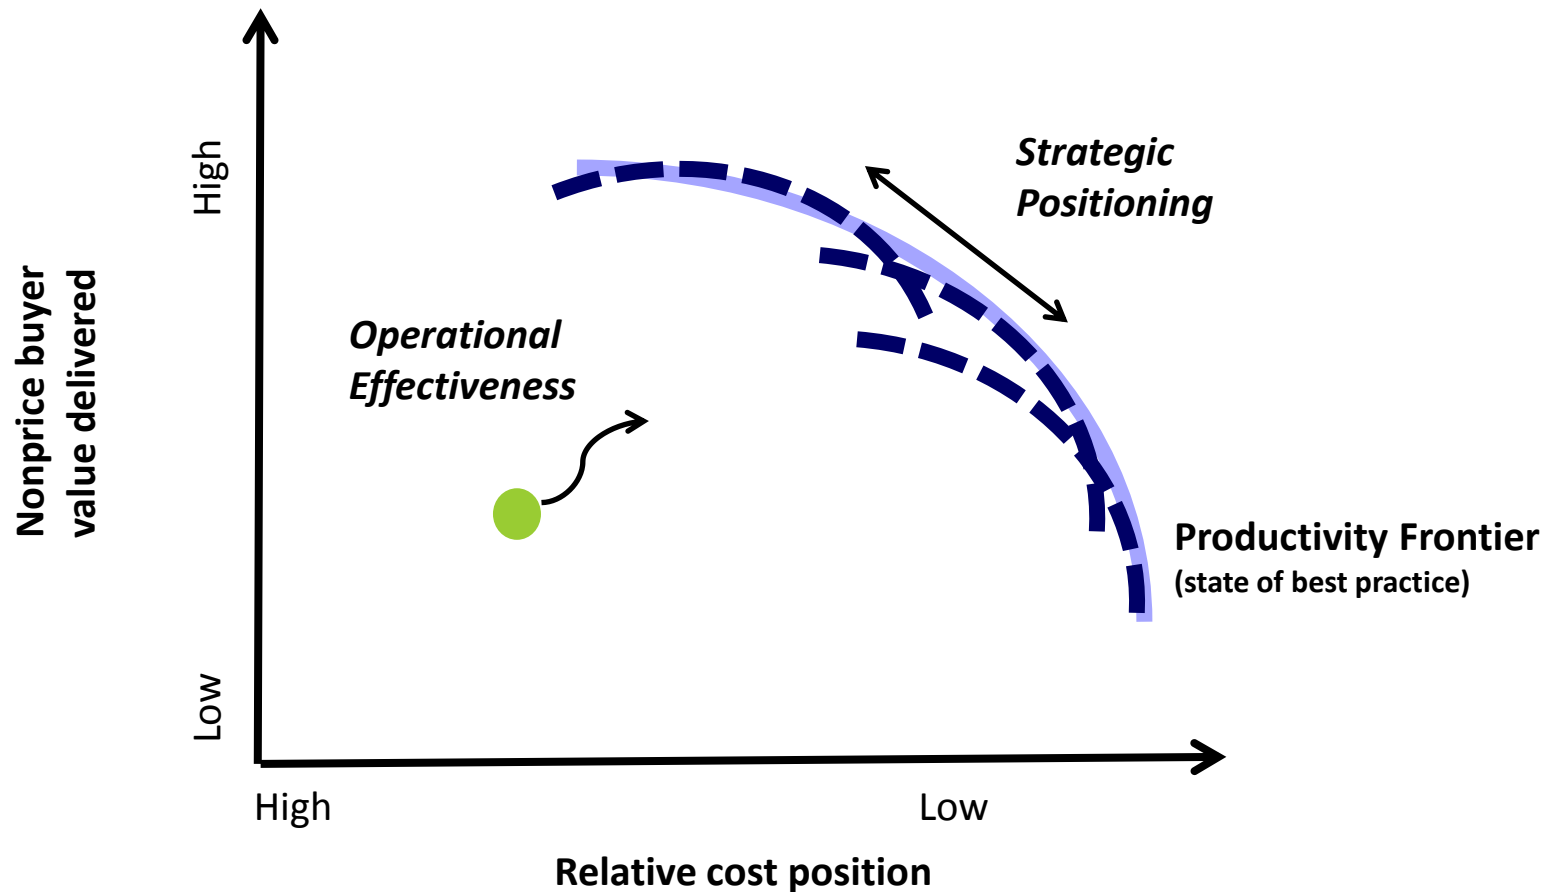 High
Strategic
Positioning
Nonprice buyer
value delivered
Operational
Effectiveness
Productivity Frontier
(state of best practice)
Low
High
Low
Relative cost position